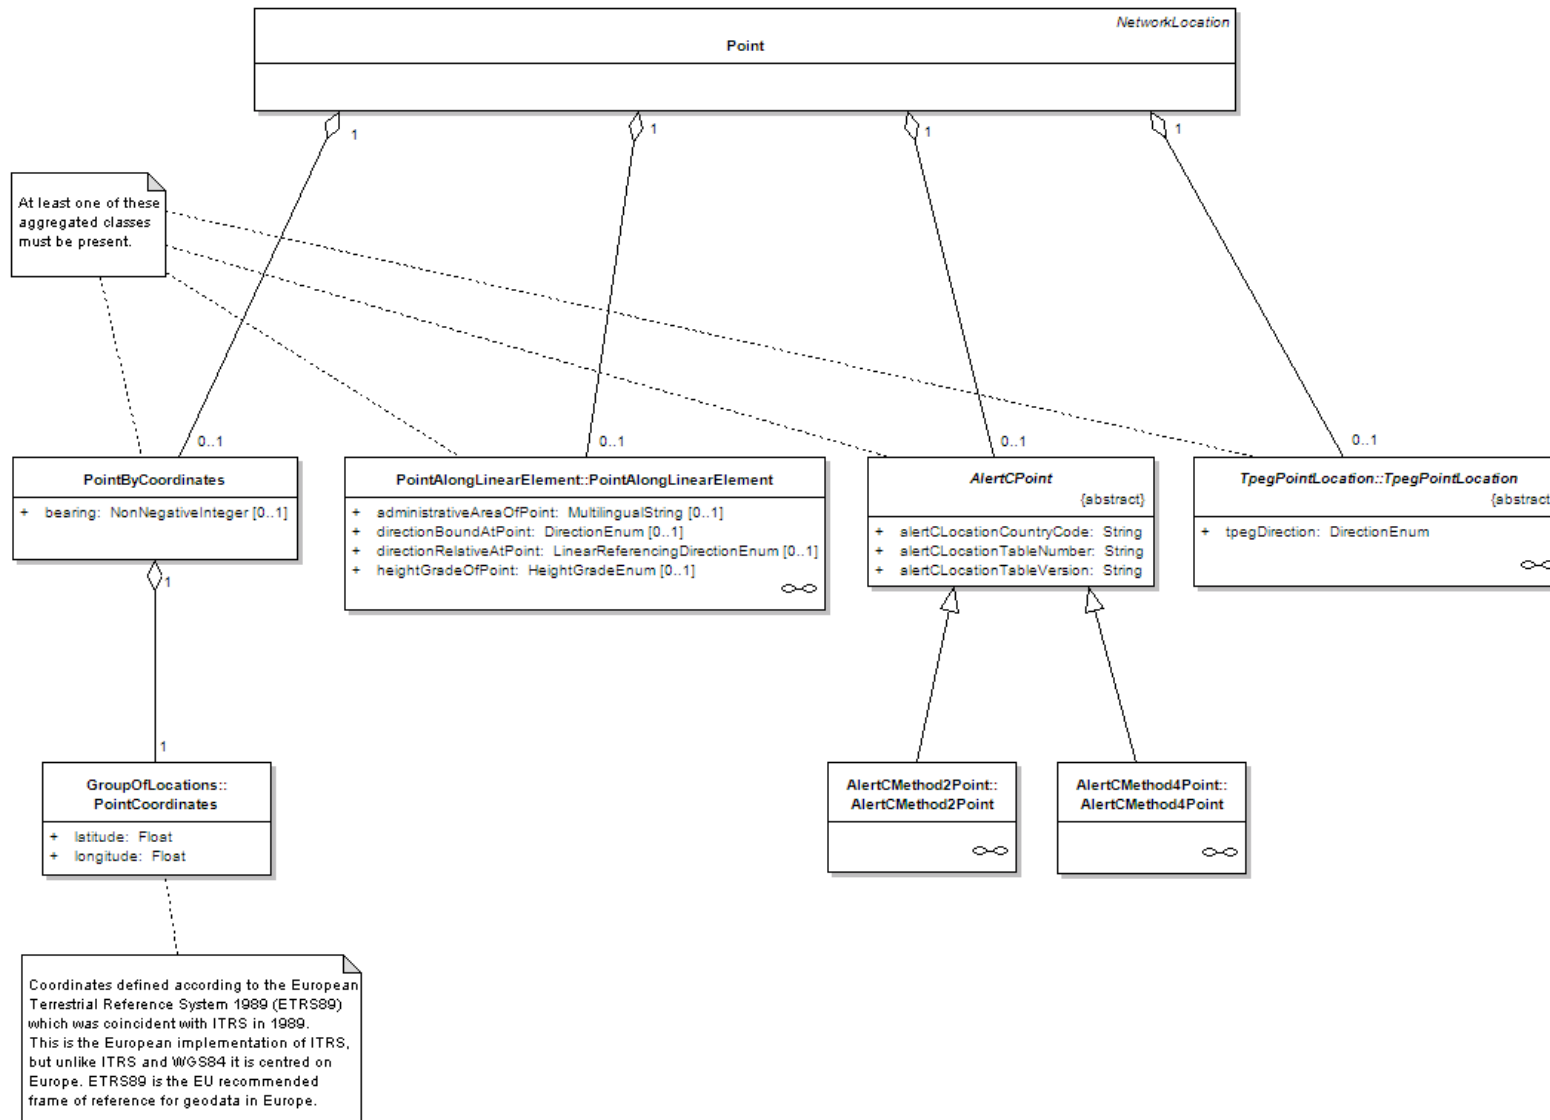 NetworkLocation
Point
1
1
1
1
At least one of these
aggregated classes
must be present.
0..1
0..1
0..1
0..1
PointByCoordinates
+ bearing: NonNegativeInteger [0..1]
PointAlongLinearElement::PointAlongLinearElement
+ administrativeAreaOfPoint: MultilingualString [0..1]
+ directionBoundAtPoint: DirectionEnum [0..1]
+ directionRelativeAtPoint: LinearReferencingDirectionEnum [0..1]
+ heightGradeOfPoint: HeightGradeEnum [0..1]
AlertCPoint
{abstract}
+ alertCLocationCountryCode: String
+ alertCLocationTableNumber: String
+ alertCLocationTableVersion: String
TpegPointLocation::TpegPointLocation
{abstract
+ tpegDirection: DirectionEnum
1
1
GroupOfLocations::
PointCoordinates
+ latitude: Float
+ longitude: Float
AlertCMethod2Point::
AlertCMethod2Point
AlertCMethod4Point::
AlertCMethod4Point
Coordinates defined according to the European
Terrestrial Reference System 1989 (ETRS89)
which was coincident with ITRS in 1989.
This is the European implementation of ITRS,
but unlike ITRS and WGS84 it is centred on
Europe. ETRS89 is the EU recommended
frame of reference for geodata in Europe.